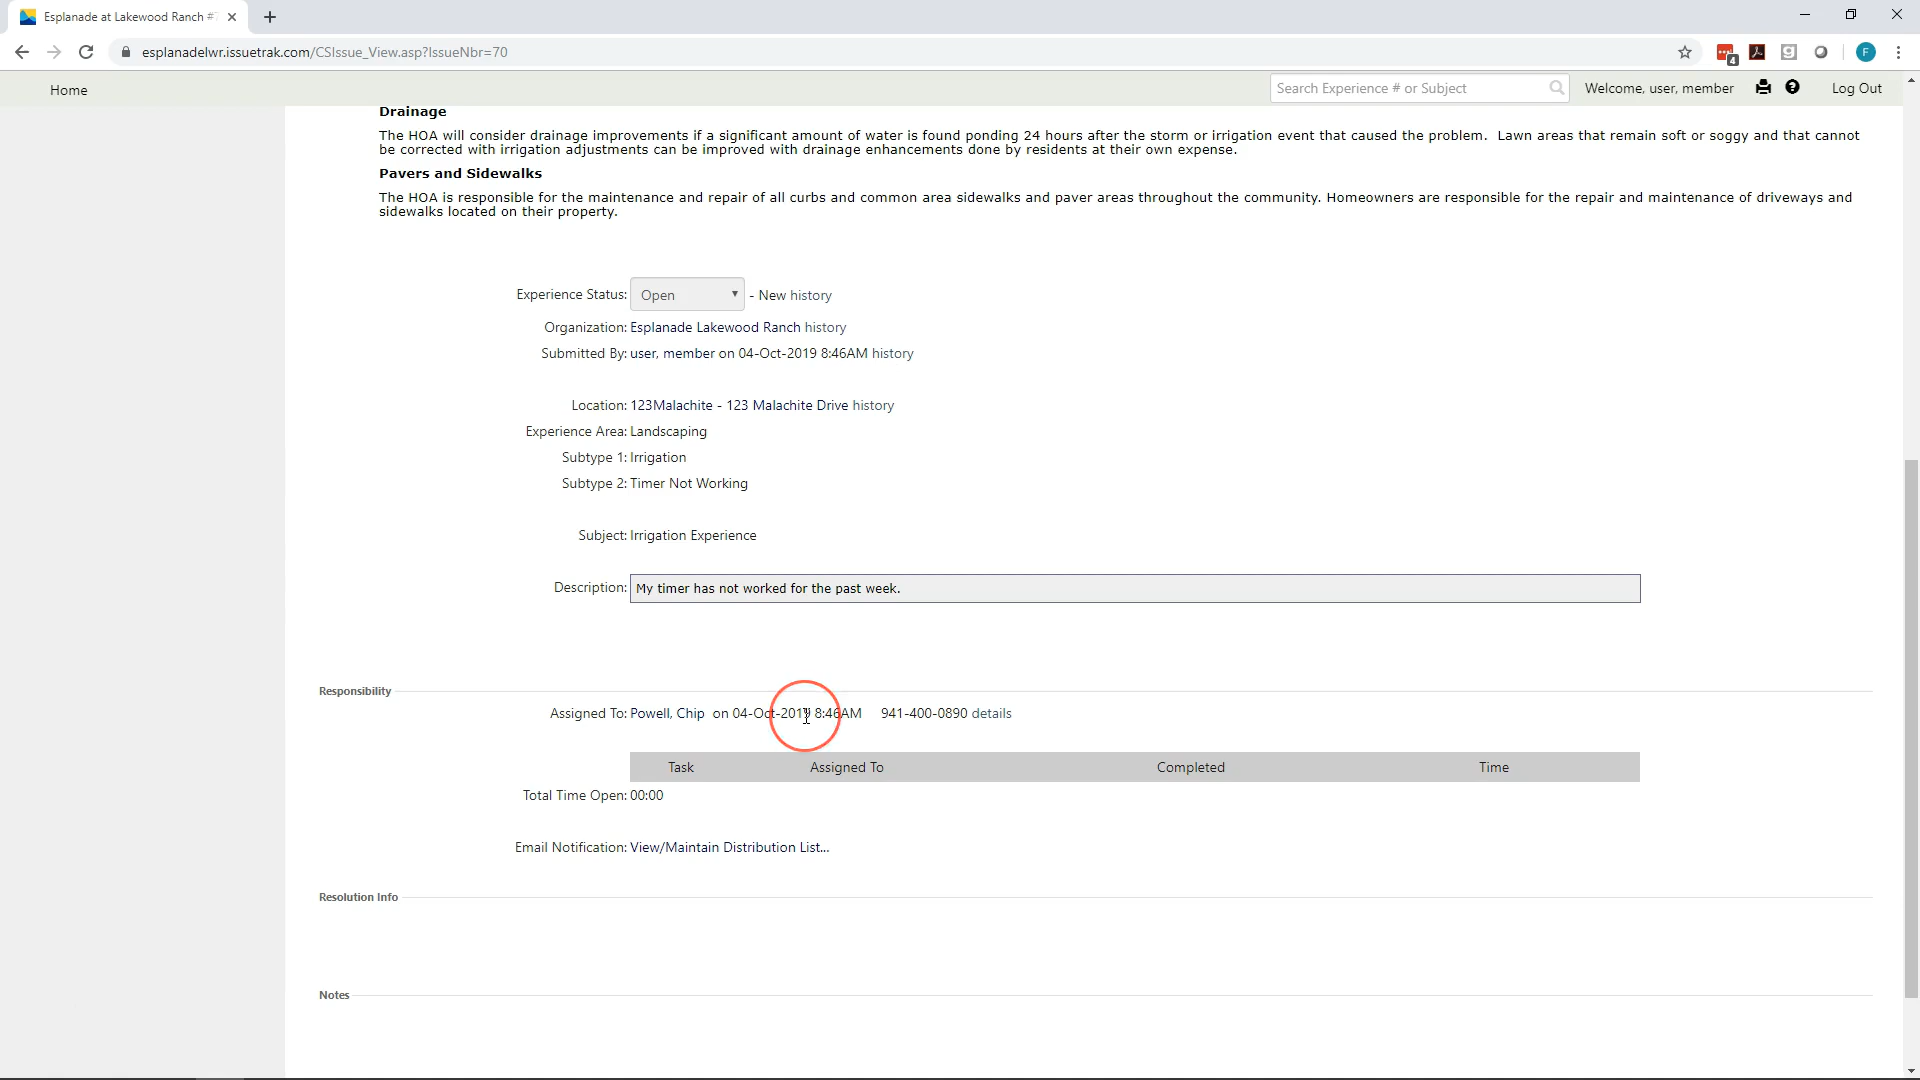 Esplanade at Lakewood Ranch #
esplanadelwr.issuetrak.com/CSIssue_View.asp?IssueNbr=70
4
F
Home
Search Experience # or Subject
Welcome, user, member
Log Out
Drainage
The HOA will consider drainage improvements if a significant amount of water is found ponding 24 hours after the storm or irrigation event that caused the problem.  Lawn areas that remain soft or soggy and that cannot
be corrected with irrigation adjustments can be improved with drainage enhancements done by residents at their own expense.
Pavers and Sidewalks
The HOA is responsible for the maintenance and repair of all curbs and common area sidewalks and paver areas throughout the community. Homeowners are responsible for the repair and maintenance of driveways and
sidewalks located on their property.
Experience Status: Open - New history
Organization: Esplanade Lakewood Ranch history
Submitted By: user, member on 04-Oct-2019 8:46AM history
Location: 123Malachite - 123 Malachite Drive history
Experience Area: Landscaping
Subtype 1: Irrigation
Subtype 2: Timer Not Working
Subject: Irrigation Experience
Description: My timer has not worked for the past week.
Responsibility
Assigned To: Powell, Chip on 04-Oct-2019 8:46AM 941-400-0890 details
Task Assigned To Completed Time
Total Time Open: 00:00
Email Notification: View/Maintain Distribution List...
Resolution Info
Notes